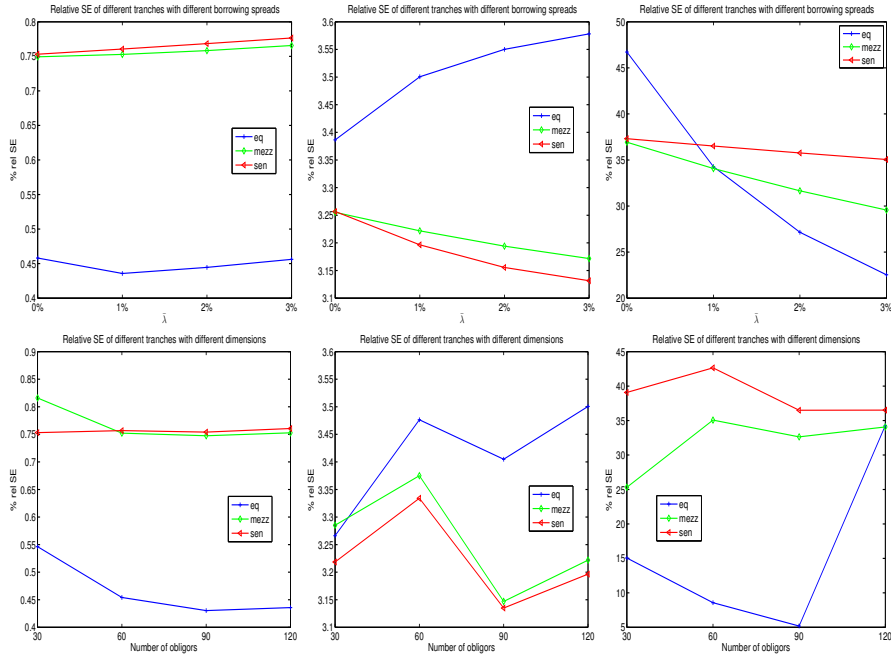 Relative SE of different tranches with different borrowing spreads
0.8
0.75
0.7
0.65
0.6
0.55
0.5
0.45
0.4
% rel SE
eq
mezz
sen
0% 1% 2% 3%
λ̄
Relative SE of different tranches with different borrowing spreads
3.6
3.55
3.5
3.45
3.4
3.35
3.3
3.25
3.2
3.15
3.1
% rel SE
eq
mezz
sen
0% 1% 2% 3%
λ̄
Relative SE of different tranches with different borrowing spreads
50
45
40
35
30
25
20
% rel SE
eq
mezz
sen
0% 1% 2% 3%
λ̄
Relative SE of different tranches with different dimensions
0.9
0.85
0.8
0.75
0.7
0.65
0.6
0.55
0.5
0.45
0.4
% rel SE
eq
mezz
sen
30 60 90 120
Number of obligors
Relative SE of different tranches with different dimensions
3.6
3.55
3.5
3.45
3.4
3.35
3.3
3.25
3.2
3.15
3.1
% rel SE
eq
mezz
sen
30 60 90 120
Number of obligors
Relative SE of different tranches with different dimensions
45
40
35
30
25
20
15
10
5
% rel SE
eq
mezz
sen
30 60 90 120
Number of obligors